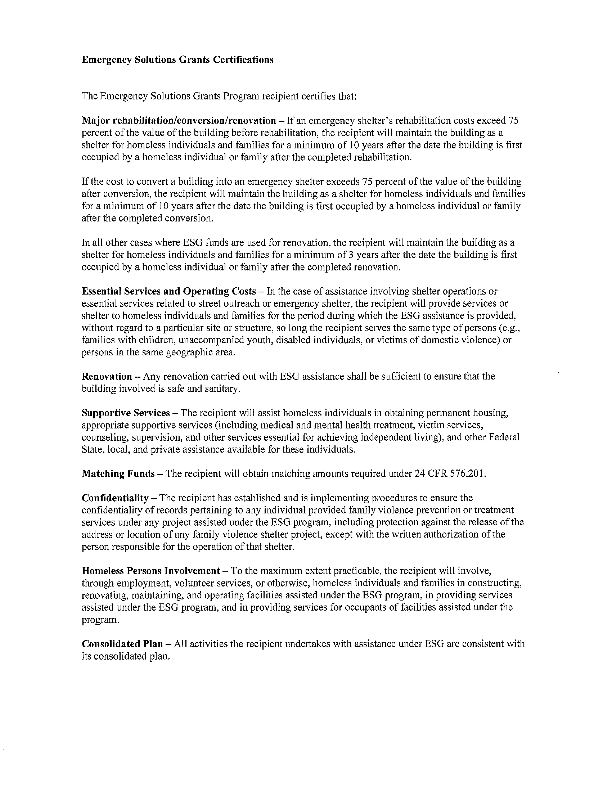 Emergency Solutions Grants Certifications
The Emergency Solutions Grants Program recipient certifies that:
Major rehabilitation/conversion/renovation – If an emergency shelter's rehabilitation costs exceed 75
percent of the value of the building before rehabilitation, the recipient will maintain the building as a
shelter for homeless individuals and families for a minimum of 10 years after the date the building is first
occupied by a homeless individual or family after the completed rehabilitation.
If the cost to convert a building into an emergency shelter exceeds 75 percent of the value of the building
after conversion, the recipient will maintain the building as a shelter for homeless individuals and families
for a minimum of 10 years after the date the building is first occupied by a homeless individual or family
after the completed conversion.
In all other cases where ESG funds are used for renovation, the recipient will maintain the building as a
shelter for homeless individuals and families for a minimum of 3 years after the date the building is first
occupied by a homeless individual or family after the completed renovation.
Essential Services and Operating Costs – In the case of assistance involving shelter operations or
essential services related to street outreach or emergency shelter, the recipient will provide services or
shelter to homeless individuals and families for the period during which the ESG assistance is provided,
without regard to a particular site or structure, so long the recipient serves the same type of persons (e.g.,
families with children, unaccompanied youth, disabled individuals, or victims of domestic violence) or
persons in the same geographic area.
Renovation – Any renovation carried out with ESG assistance shall be sufficient to ensure that the
building involved is safe and sanitary.
Supportive Services – The recipient will assist homeless individuals in obtaining permanent housing,
appropriate supportive services (including medical and mental health treatment, victim services,
counseling, supervision, and other services essential for achieving independent living), and other Federal
State, local, and private assistance available for these individuals.
Matching Funds – The recipient will obtain matching amounts required under 24 CFR 576.201.
Confidentiality – The recipient has established and is implementing procedures to ensure the
confidentiality of records pertaining to any individual provided family violence prevention or treatment
services under any project assisted under the ESG program, including protection against the release of the
address or location of any family violence shelter project, except with the written authorization of the
person responsible for the operation of that shelter.
Homeless Persons Involvement – To the maximum extent practicable, the recipient will involve,
through employment, volunteer services, or otherwise, homeless individuals and families in constructing,
renovating, maintaining, and operating facilities assisted under the ESG program, in providing services
assisted under the ESG program, and in providing services for occupants of facilities assisted under the
program.
Consolidated Plan – All activities the recipient undertakes with assistance under ESG are consistent with
its consolidated plan.